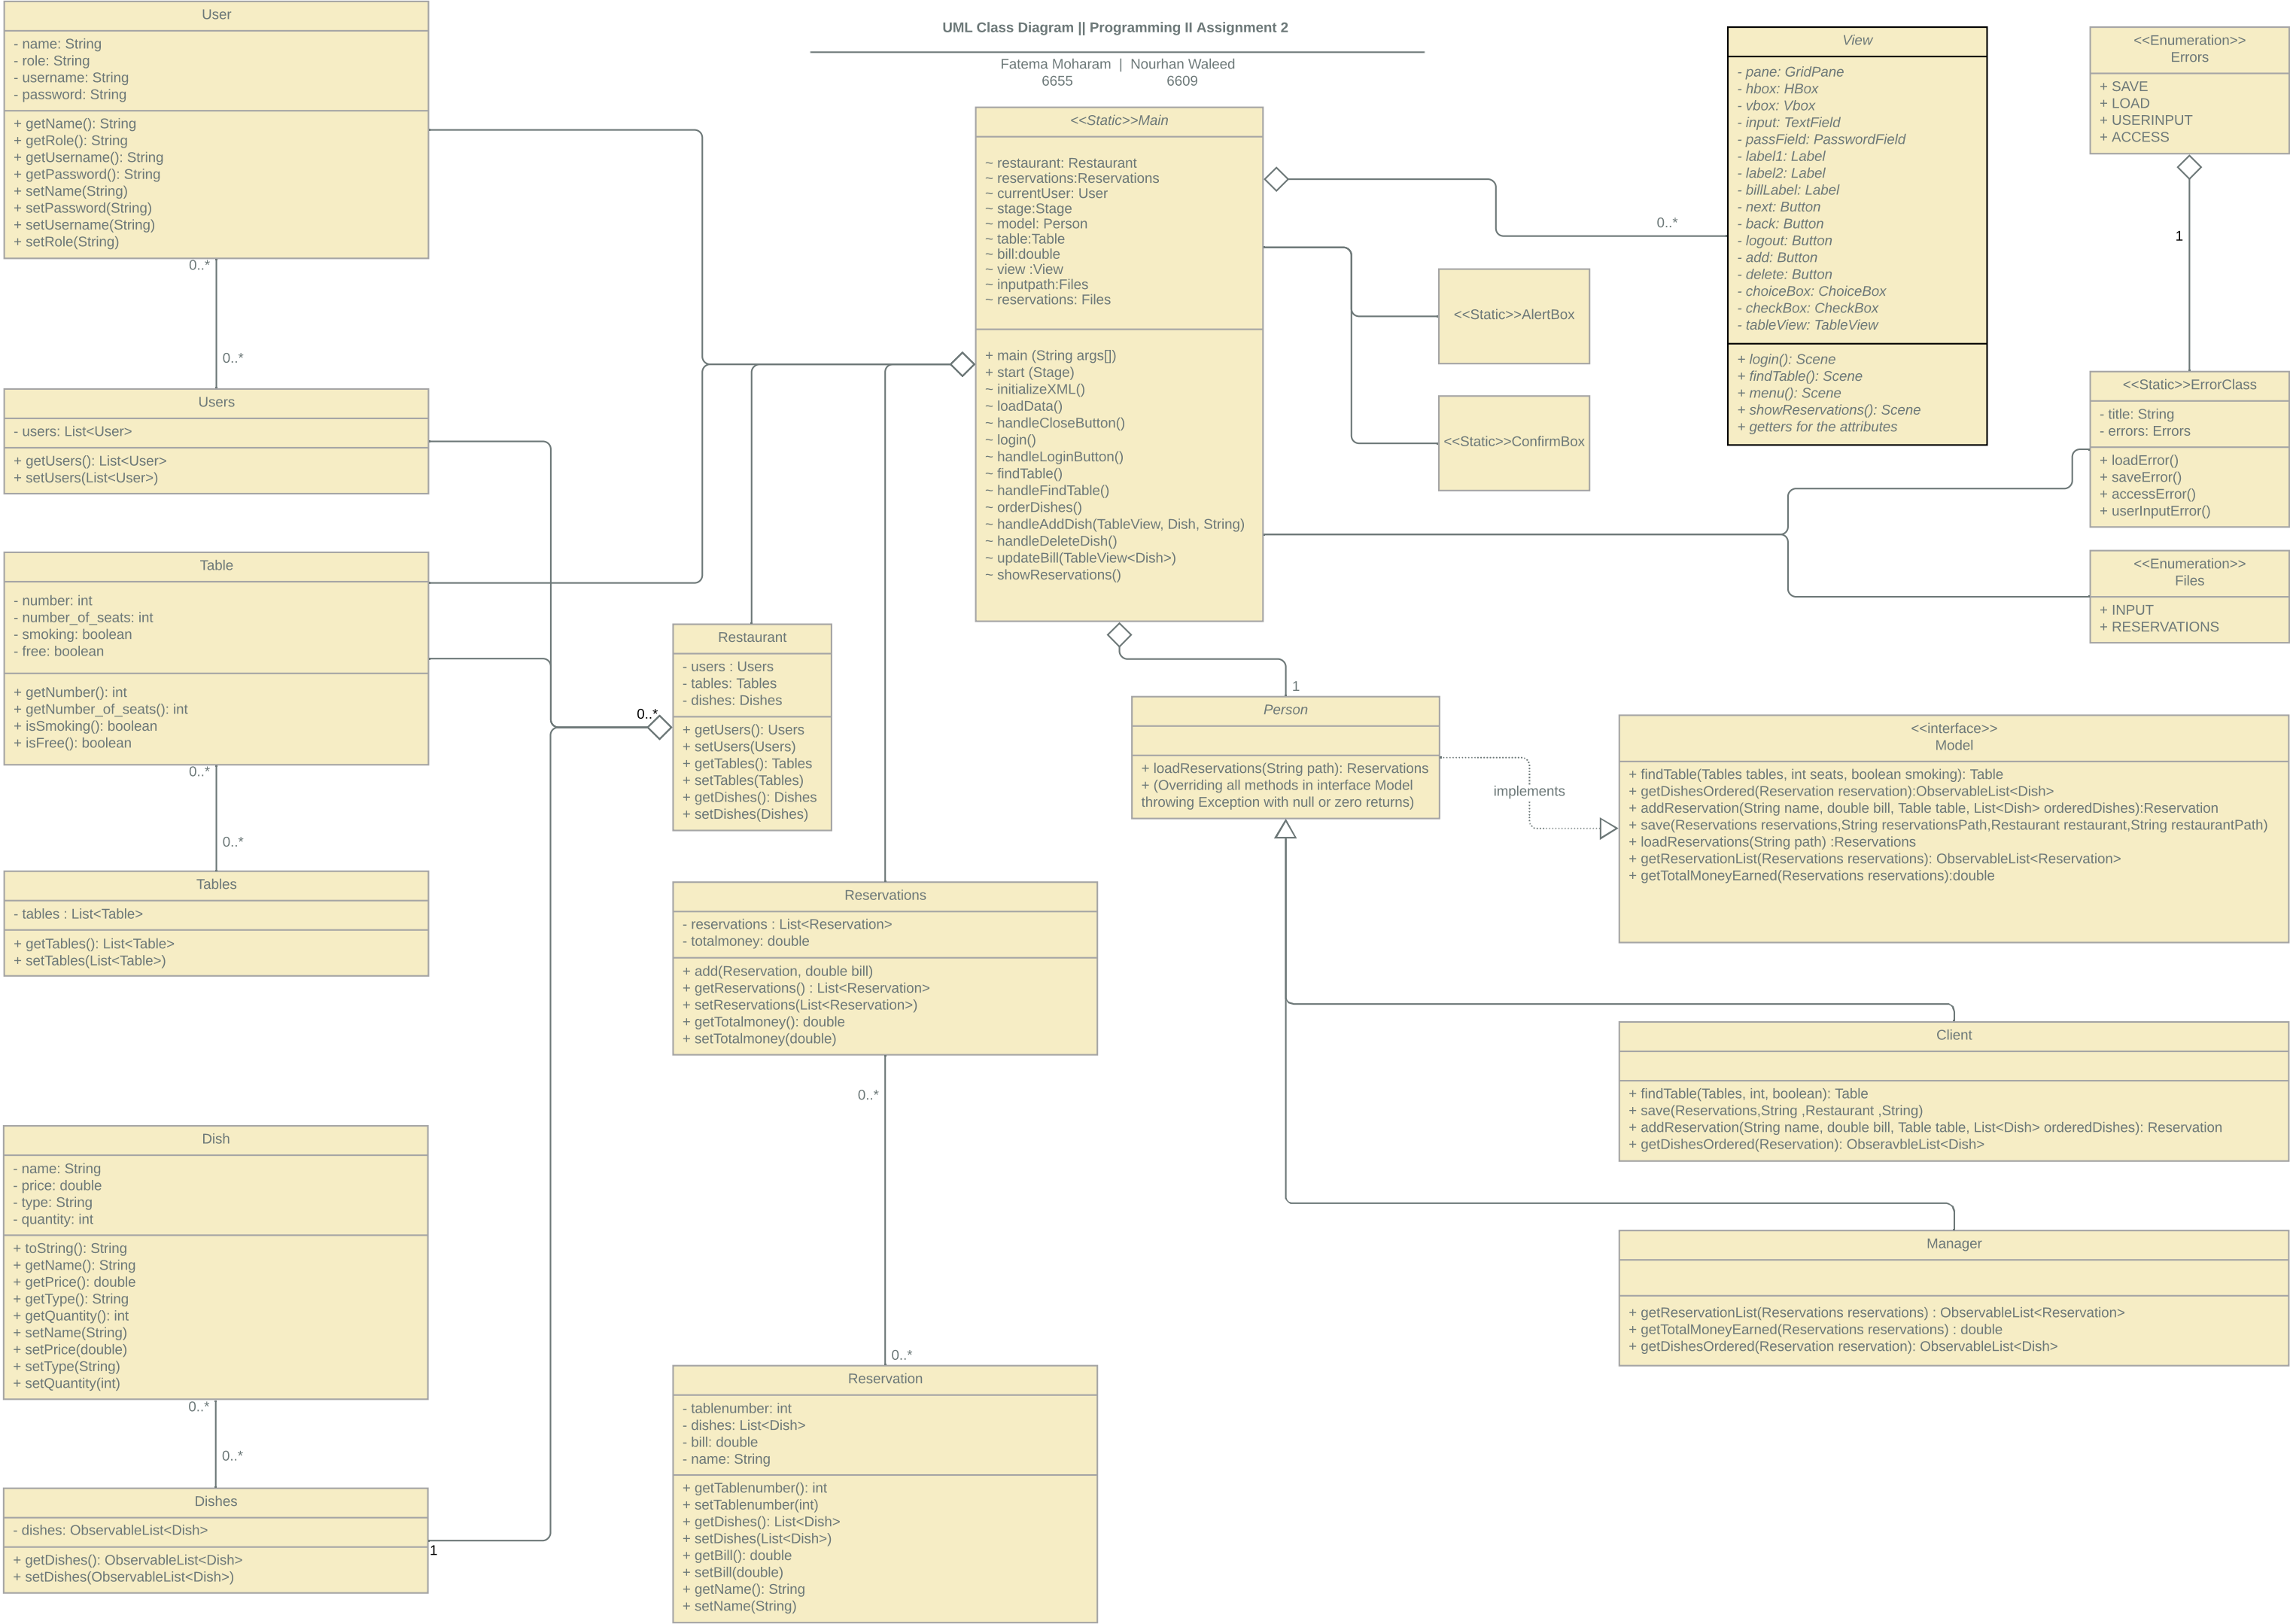 UML Class Diagram || Programming II Assignment 2
Fatema Moharam | Nourhan Waleed
6655 6609
User
- name: String
- role: String
- username: String
- password: String
+ getName(): String
+ getRole(): String
+ getUsername(): String
+ getPassword(): String
+ setName(String)
+ setPassword(String)
+ setUsername(String)
+ setRole(String)
0..*
0..*
Users
- users: List<User>
+ getUsers(): List<User>
+ setUsers(List<User>)
Table
- number: int
- number_of_seats: int
- smoking: boolean
- free: boolean
+ getNumber(): int
+ getNumber_of_seats(): int
+ isSmoking(): boolean
+ isFree(): boolean
0..*
0..*
Tables
- tables : List<Table>
+ getTables(): List<Table>
+ setTables(List<Table>)
Dish
- name: String
- price: double
- type: String
- quantity: int
+ toString(): String
+ getName(): String
+ getPrice(): double
+ getType(): String
+ getQuantity(): int
+ setName(String)
+ setPrice(double)
+ setType(String)
+ setQuantity(int)
0..*
0..*
Dishes
- dishes: ObservableList<Dish>
+ getDishes(): ObservableList<Dish>
+ setDishes(ObservableList<Dish>)
1
0..*
Restaurant
- users : Users
- tables: Tables
- dishes: Dishes
+ getUsers(): Users
+ setUsers(Users)
+ getTables(): Tables
+ setTables(Tables)
+ getDishes(): Dishes
+ setDishes(Dishes)
Reservations
- reservations : List<Reservation>
- totalmoney: double
+ add(Reservation, double bill)
+ getReservations() : List<Reservation>
+ setReservations(List<Reservation>)
+ getTotalmoney(): double
+ setTotalmoney(double)
0..*
0..*
Reservation
- tablenumber: int
- dishes: List<Dish>
- bill: double
- name: String
+ getTablenumber(): int
+ setTablenumber(int)
+ getDishes(): List<Dish>
+ setDishes(List<Dish>)
+ getBill(): double
+ setBill(double)
+ getName(): String
+ setName(String)
<<Static>>Main
~ restaurant: Restaurant
~ reservations:Reservations
~ currentUser: User
~ stage:Stage
~ model: Person
~ table:Table
~ bill:double
~ view :View
~ inputpath:Files
~ reservations: Files
+ main (String args[])
+ start (Stage)
~ initializeXML()
~ loadData()
~ handleCloseButton()
~ login()
~ handleLoginButton()
~ findTable()
~ handleFindTable()
~ orderDishes()
~ handleAddDish(TableView, Dish, String)
~ handleDeleteDish()
~ updateBill(TableView<Dish>)
~ showReservations()
0..*
<<Static>>AlertBox
<<Static>>ConfirmBox
View
- pane: GridPane
- hbox: HBox
- vbox: Vbox
- input: TextField
- passField: PasswordField
- label1: Label
- label2: Label
- billLabel: Label
- next: Button
- back: Button
- logout: Button
- add: Button
- delete: Button
- choiceBox: ChoiceBox
- checkBox: CheckBox
- tableView: TableView
+ login(): Scene
+ findTable(): Scene
+ menu(): Scene
+ showReservations(): Scene
+ getters for the attributes
<<Enumeration>>
Errors
+ SAVE
+ LOAD
+ USERINPUT
+ ACCESS
1
<<Static>>ErrorClass
- title: String
- errors: Errors
+ loadError()
+ saveError()
+ accessError()
+ userInputError()
<<Enumeration>>
Files
+ INPUT
+ RESERVATIONS
1
Person
+ loadReservations(String path): Reservations
+ (Overriding all methods in interface Model
throwing Exception with null or zero returns)
implements
<<interface>>
Model
+ findTable(Tables tables, int seats, boolean smoking): Table
+ getDishesOrdered(Reservation reservation):ObservableList<Dish>
+ addReservation(String name, double bill, Table table, List<Dish> orderedDishes):Reservation
+ save(Reservations reservations,String reservationsPath,Restaurant restaurant,String restaurantPath)
+ loadReservations(String path) :Reservations
+ getReservationList(Reservations reservations): ObservableList<Reservation>
+ getTotalMoneyEarned(Reservations reservations):double
Client
+ findTable(Tables, int, boolean): Table
+ save(Reservations,String ,Restaurant ,String)
+ addReservation(String name, double bill, Table table, List<Dish> orderedDishes): Reservation
+ getDishesOrdered(Reservation): ObseravbleList<Dish>
Manager
+ getReservationList(Reservations reservations) : ObservableList<Reservation>
+ getTotalMoneyEarned(Reservations reservations) : double
+ getDishesOrdered(Reservation reservation): ObservableList<Dish>